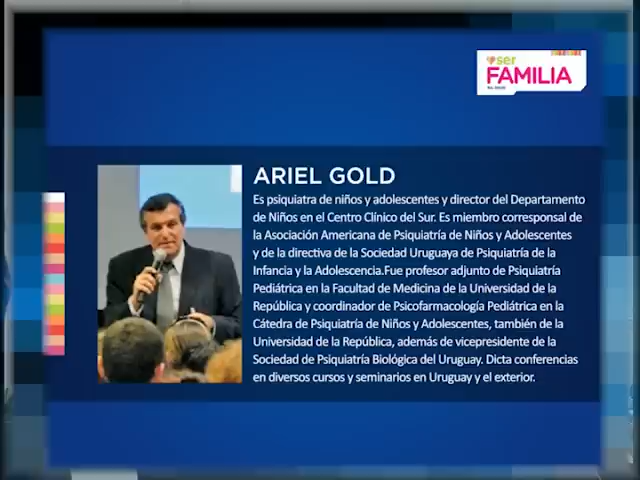 ser
FAMILIA
ARIEL GOLD
Es psiquiatra de niños y adolescentes y director del Departamento
de Niños en el Centro Clínico del Sur. Es miembro corresponsal de
la Asociación Americana de Psiquiatría de Niños y Adolescentes
y de la directiva de la Sociedad Uruguaya de Psiquiatría de la
Infancia y la Adolescencia.Fue profesor adjunto de Psiquiatría
Pediátrica en la Facultad de Medicina de la Universidad de la
República y coordinador de Psicofarmacología Pediátrica en la
Cátedra de Psiquiatría de Niños y Adolescentes, también de la
Universidad de la República, además de vicepresidente de la
Sociedad de Psiquiatría Biológica del Uruguay. Dicta conferencias
en diversos cursos y seminarios en Uruguay y el exterior.